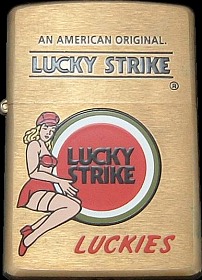 AN AMERICAN ORIGINAL.
LUCKY STRIKE
®
LUCKY
STRIKE
LUCKIES